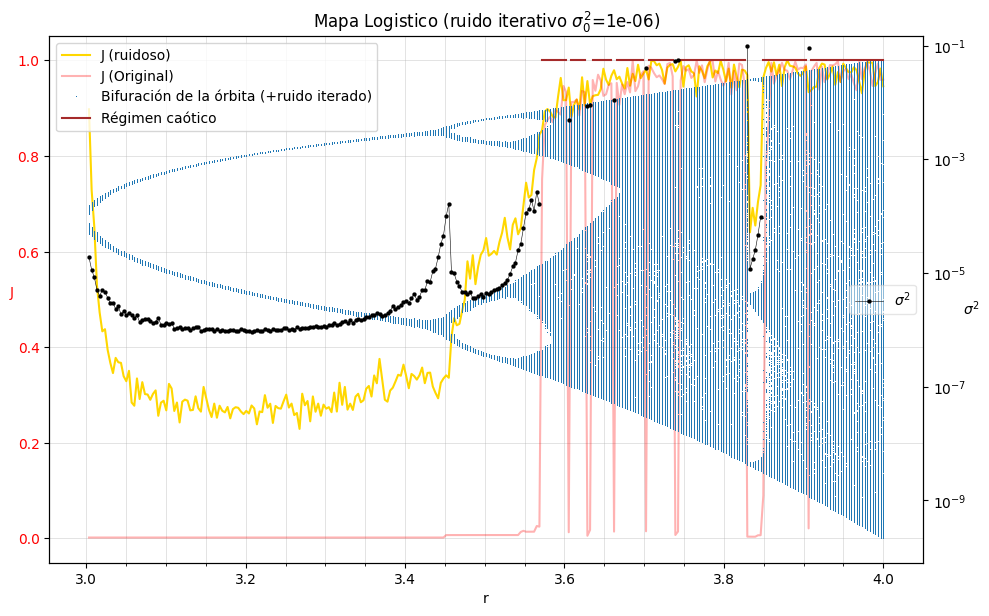 Mapa Logistico (ruido iterativo $\sigma_0^2$=1e-06)
J (ruidoso)
J (Original)
Bifuración de la órbita (+ruido iterado)
Régimen caótico
1.0
0.8
0.6
0.4
0.2
0.0
J
3.0
3.2
3.4
3.6
3.8
4.0
r
10⁻¹
10⁻³
10⁻⁵
10⁻⁷
10⁻⁹
σ²
σ²